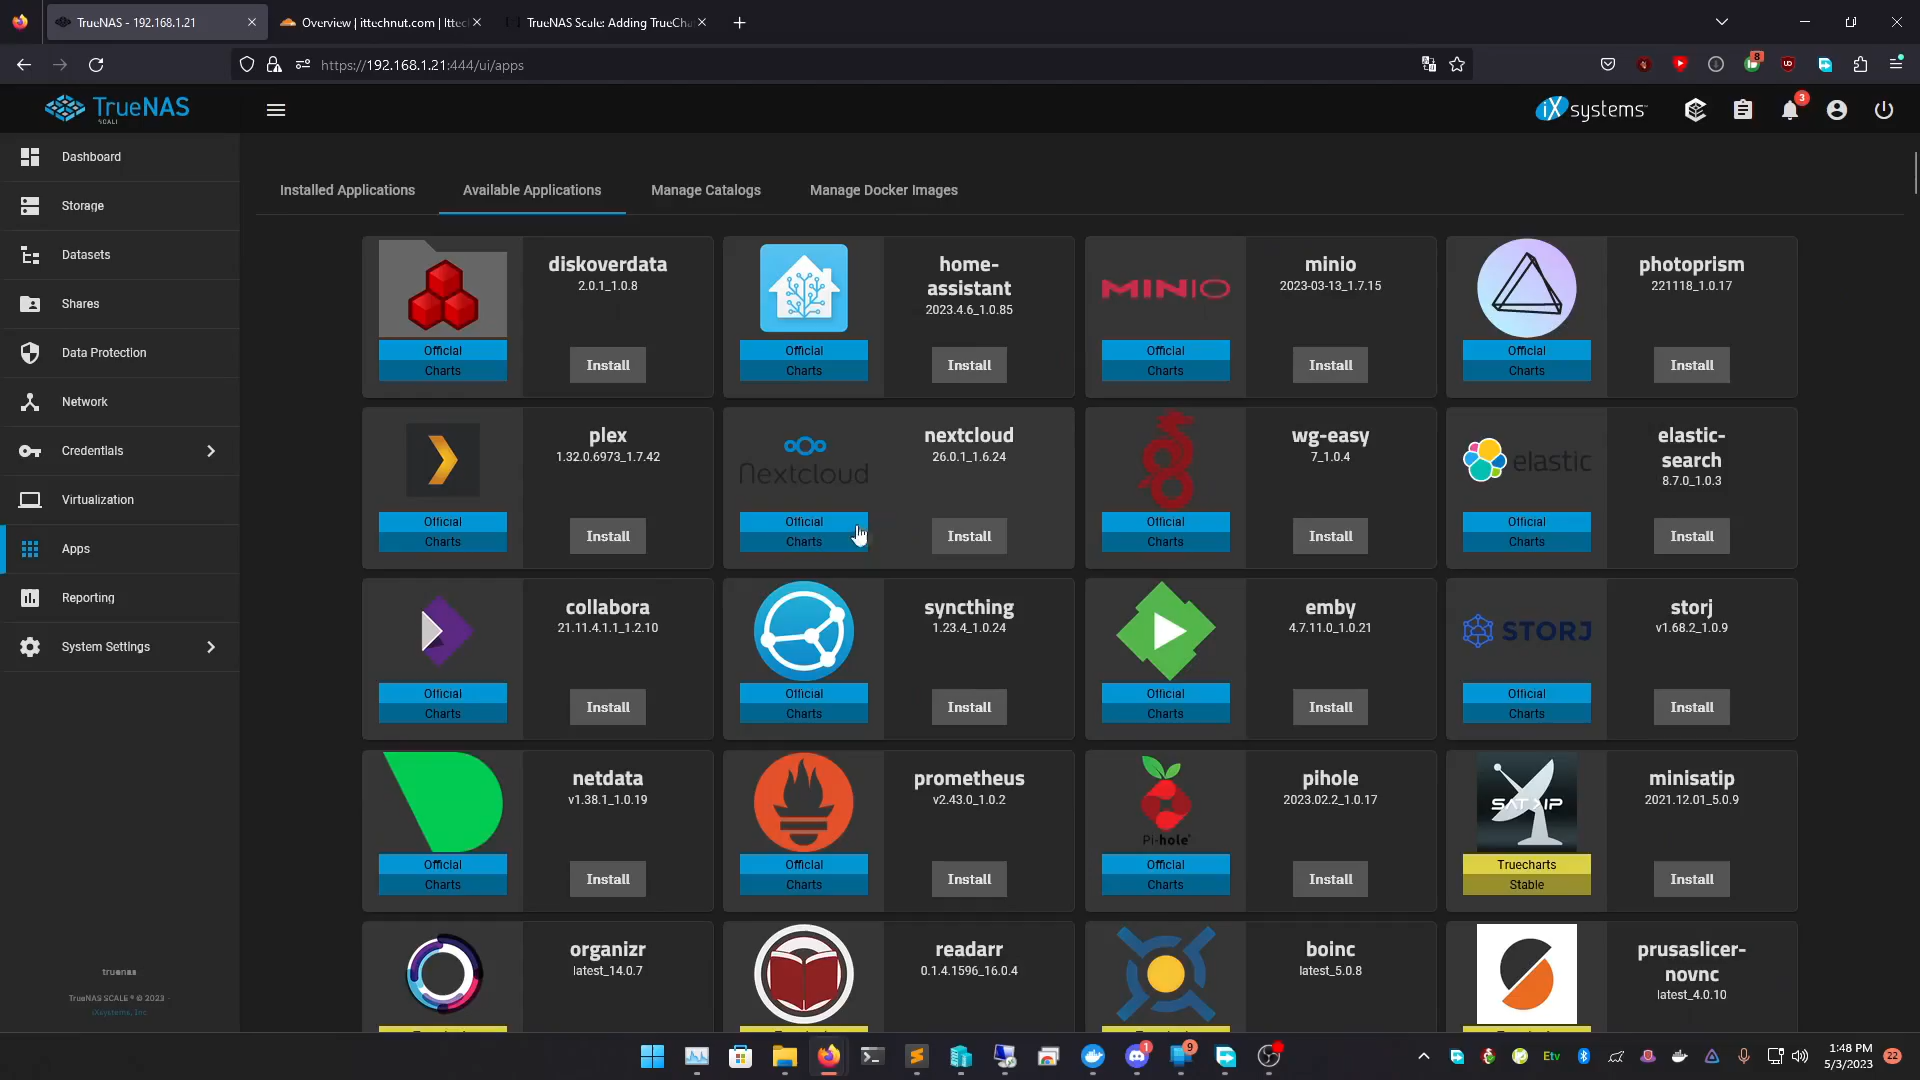 TrueNAS - 192.168.1.21
Overview | ittechnut.com | Ittec
TrueNAS Scale: Adding TrueCha
https://192.168.1.21:444/ui/apps
8
UD
TrueNAS
SCALE
iXsystems
3
Dashboard
Storage
Datasets
Shares
Data Protection
Network
Credentials
Virtualization
Apps
Reporting
System Settings
truenas
TrueNAS SCALE ® © 2023 -
iXsystems, Inc.
Installed Applications
Available Applications
Manage Catalogs
Manage Docker Images
diskoverdata
2.0.1_1.0.8
Official
Charts
Install
home-
assistant
2023.4.6_1.0.85
Official
Charts
Install
MINIO
minio
2023-03-13_1.7.15
Official
Charts
Install
photoprism
221118_1.0.17
Official
Charts
Install
plex
1.32.0.6973_1.7.42
Official
Charts
Install
Nextcloud
nextcloud
26.0.1_1.6.24
Official
Charts
Install
wg-easy
7_1.0.4
Official
Charts
Install
elastic
elastic-
search
8.7.0_1.0.3
Official
Charts
Install
collabora
21.11.4.1.1_1.2.10
Official
Charts
Install
syncthing
1.23.4_1.0.24
Official
Charts
Install
emby
4.7.11.0_1.0.21
Official
Charts
Install
STORJ
storj
v1.68.2_1.0.9
Official
Charts
Install
netdata
v1.38.1_1.0.19
Official
Charts
Install
prometheus
v2.43.0_1.0.2
Official
Charts
Install
Pi-hole®
pihole
2023.02.2_1.0.17
Official
Charts
Install
SAT>IP
minisatip
2021.12.01_5.0.9
Truecharts
Stable
Install
organizr
latest_14.0.7
readarr
0.1.4.1596_16.0.4
boinc
latest_5.0.8
prusaslicer-
novnc
latest_4.0.10
1
9
Etv
1:48 PM
5/3/2023
22